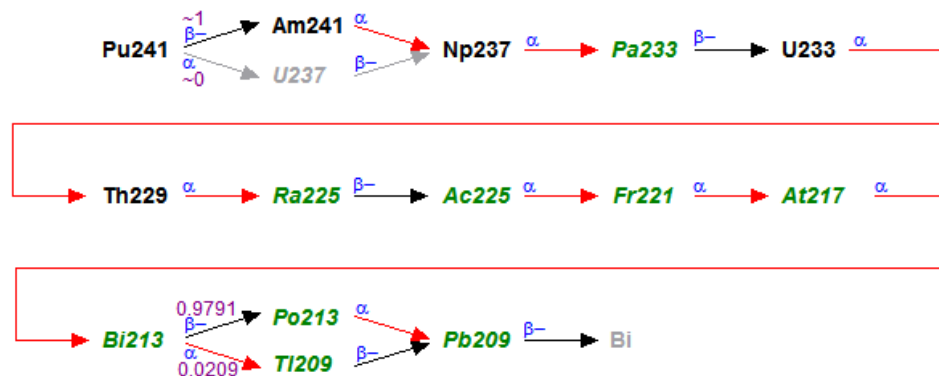 ~1
β− Am241 α
Pu241 Np237 α Pa233 β− U233 α
α U237 β−
~0
Th229 α Ra225 β− Ac225 α Fr221 α At217 α
0.9791
β− Po213 α
Bi213 Pb209 β− Bi
α Tl209 β−
0.0209